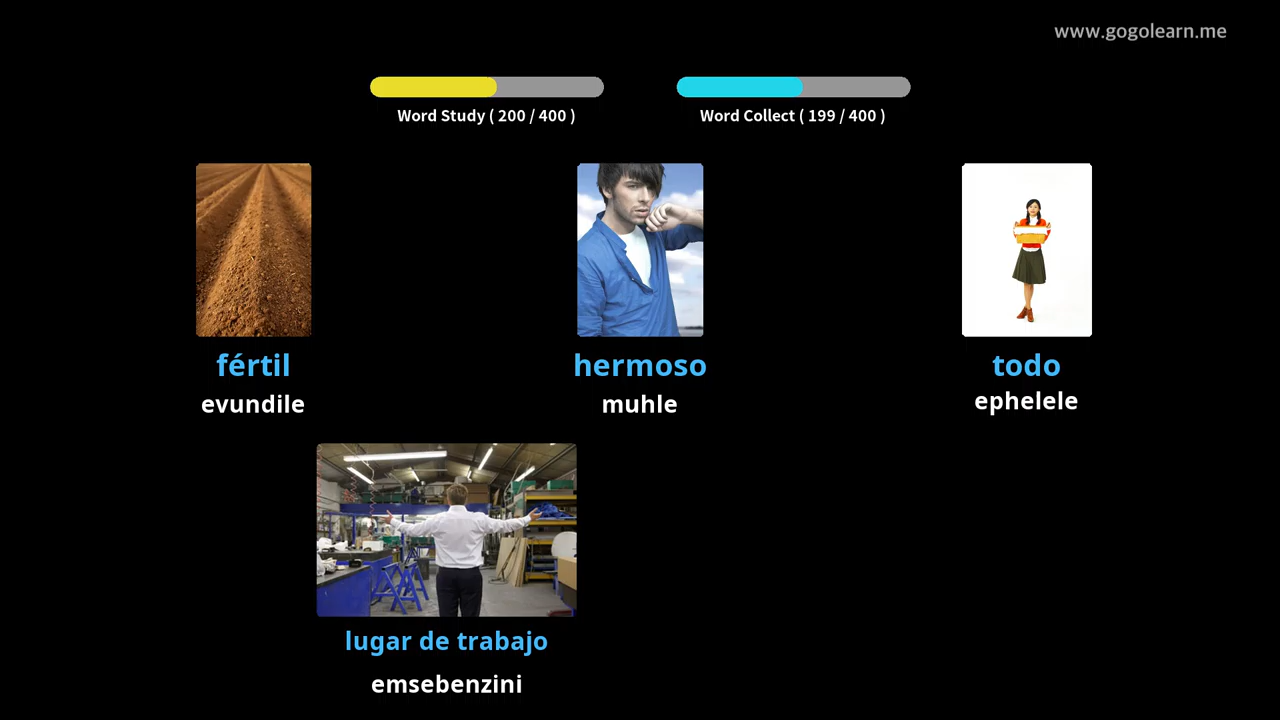 www.gogolearn.me
Word Study ( 200 / 400 )
Word Collect ( 199 / 400 )
fértil
evundile
hermoso
muhle
todo
ephelele
lugar de trabajo
emsebenzini